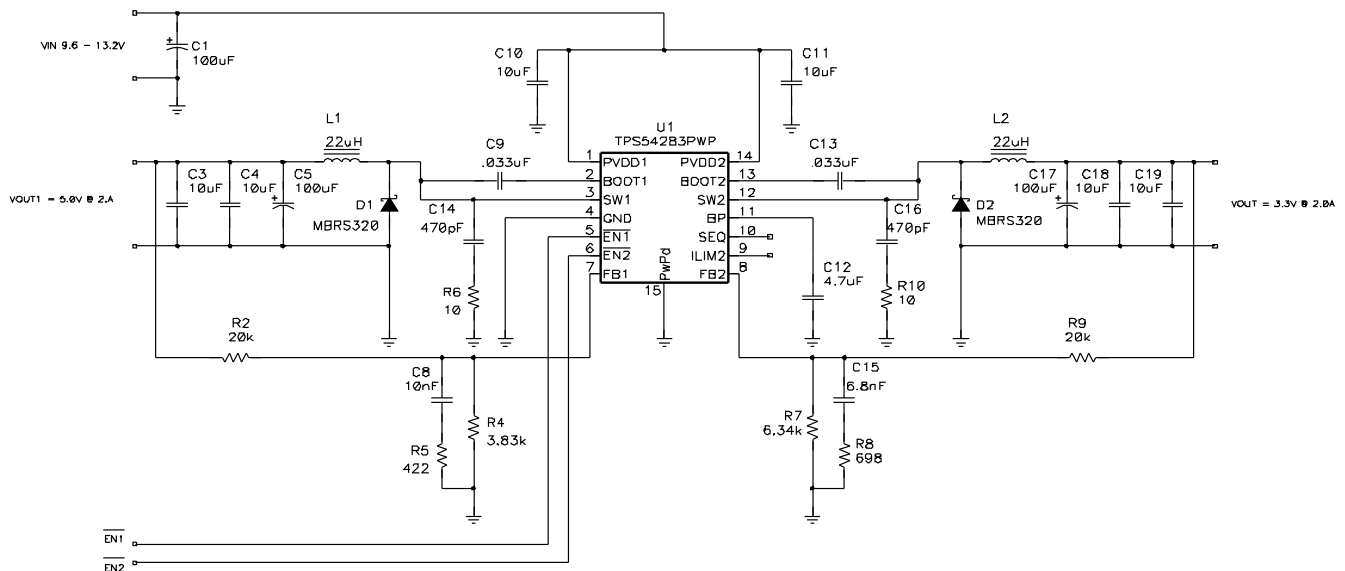 VIN 9.6 - 13.2V
C1
100uF
C10
10uF
C11
10uF
U1
TPS54283PWP
L1
22uH
L2
22uH
C9
.033uF
C13
.033uF
1
PVDD1
PVDD2
14
2
BOOT1
BOOT2
13
3
SW1
SW2
12
4
GND
BP
11
5
EN1
SEQ
10
6
EN2
ILIM2
9
7
FB1
FB2
8
PwPd
15
C3
10uF
C4
10uF
C5
100uF
VOUT1 = 5.0V @ 2.A
D1
MBRS320
C14
470pF
C16
470pF
D2
MBRS320
C17
100uF
C18
10uF
C19
10uF
VOUT = 3.3V @ 2.0A
R6
10
C12
4.7uF
R10
10
R2
20k
R9
20k
C8
10nF
R4
3.83k
R5
422
C15
6.8nF
R7
6.34k
R8
698
EN1
EN2